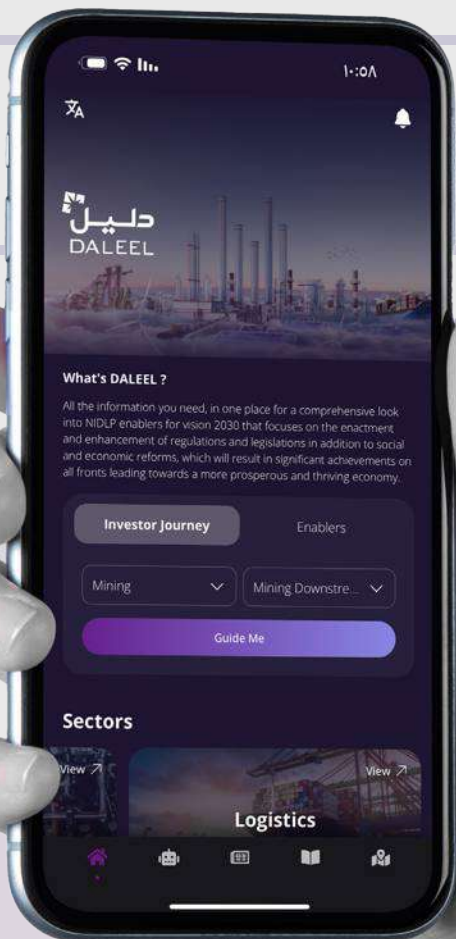 ١٠:٥٨
دليل
DALEEL
What's DALEEL ?
All the information you need, in one place for a comprehensive look
into NIDLP enablers for vision 2030 that focuses on the enactment
and enhancement of regulations and legislations in addition to social
and economic reforms, which will result in significant achievements on
all fronts leading towards a more prosperous and thriving economy.
Investor Journey
Enablers
Mining
Mining Downstre...
Guide Me
Sectors
View
View
Logistics